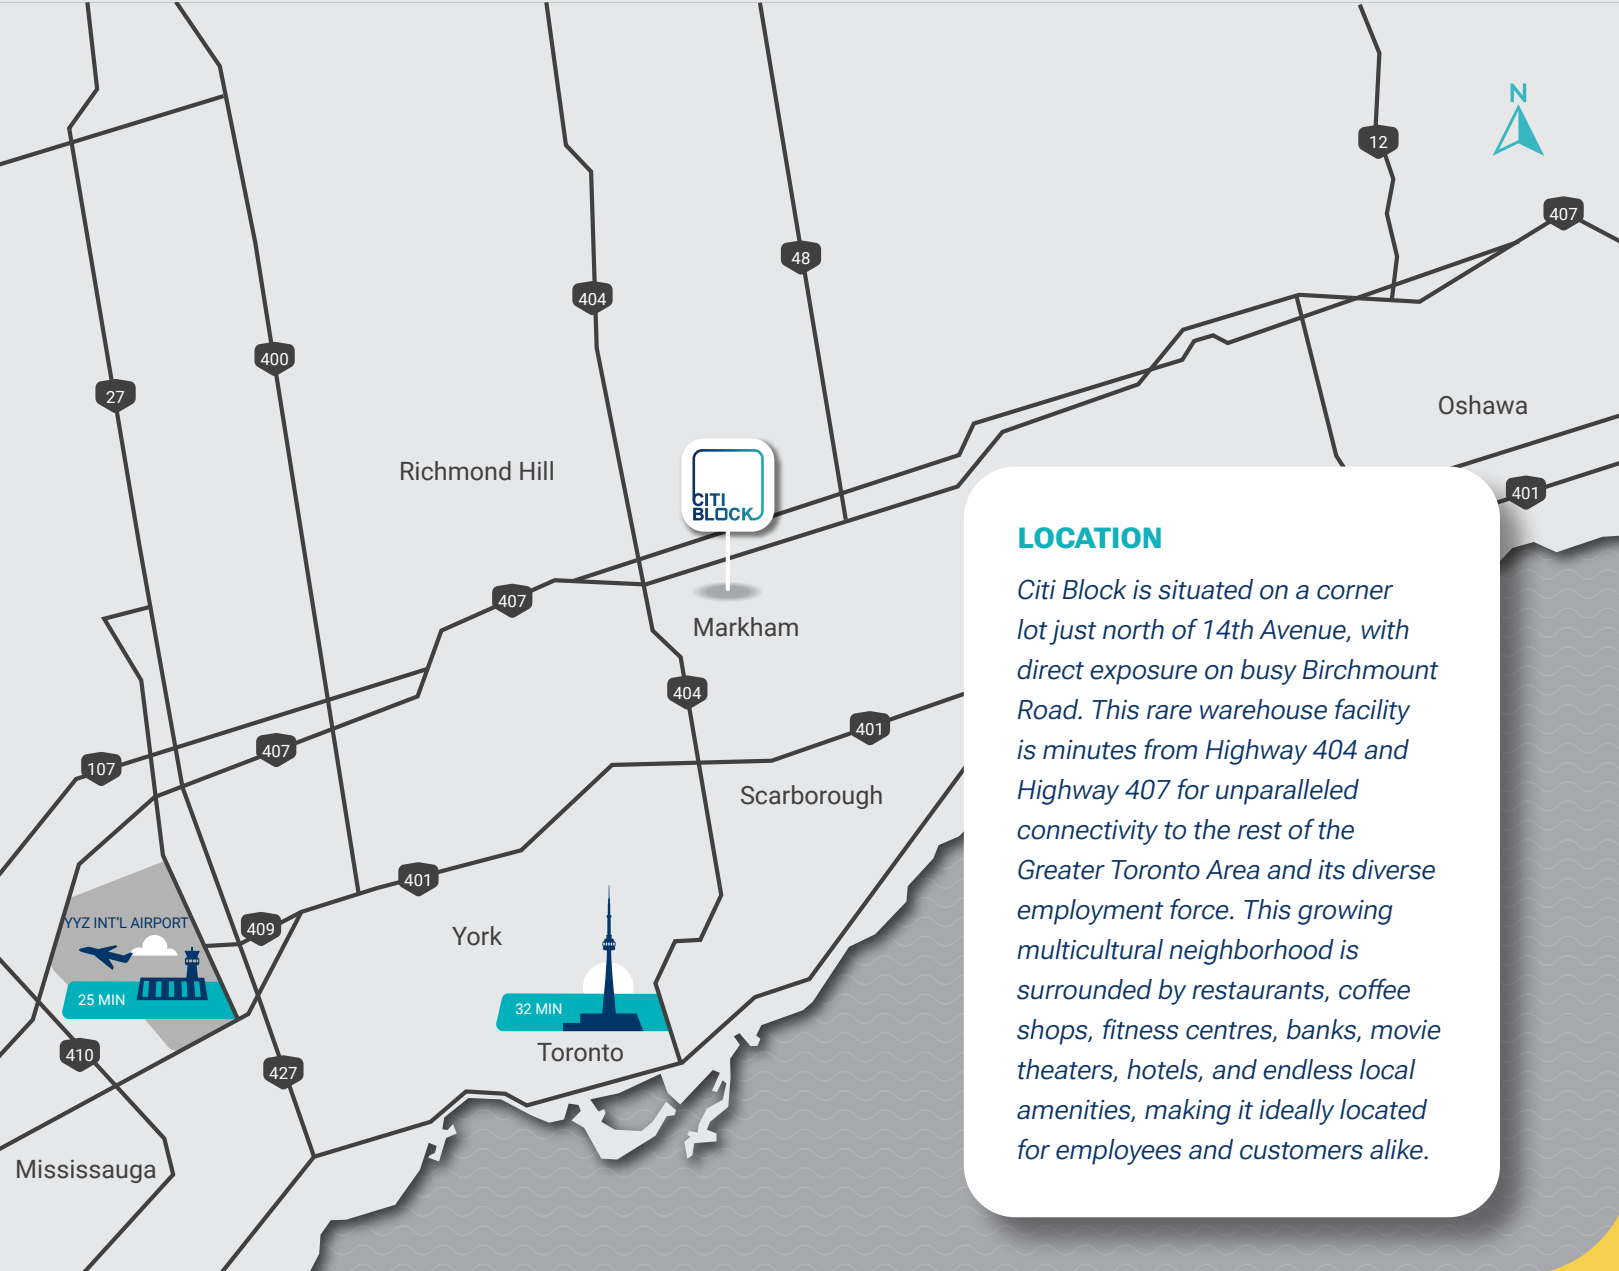 N
12
407
48
404
400
27
Oshawa
Richmond Hill
CITI
BLOCK
401
407
Markham
404
401
407
107
Scarborough
401
YYZ INT'L AIRPORT
409
York
25 MIN
32 MIN
Toronto
410
427
Mississauga
LOCATION
Citi Block is situated on a corner
lot just north of 14th Avenue, with
direct exposure on busy Birchmount
Road. This rare warehouse facility
is minutes from Highway 404 and
Highway 407 for unparalleled
connectivity to the rest of the
Greater Toronto Area and its diverse
employment force. This growing
multicultural neighborhood is
surrounded by restaurants, coffee
shops, fitness centres, banks, movie
theaters, hotels, and endless local
amenities, making it ideally located
for employees and customers alike.